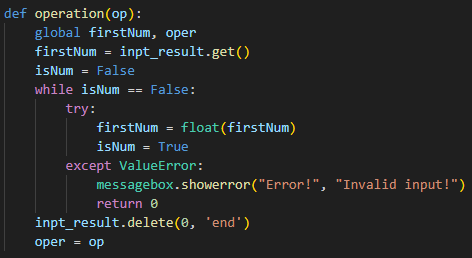 def operation(op):
    global firstNum, oper
    firstNum = inpt_result.get()
    isNum = False
    while isNum == False:
        try:
            firstNum = float(firstNum)
            isNum = True
        except ValueError:
            messagebox.showerror("Error!", "Invalid input!")
            return 0
    inpt_result.delete(0, 'end')
    oper = op